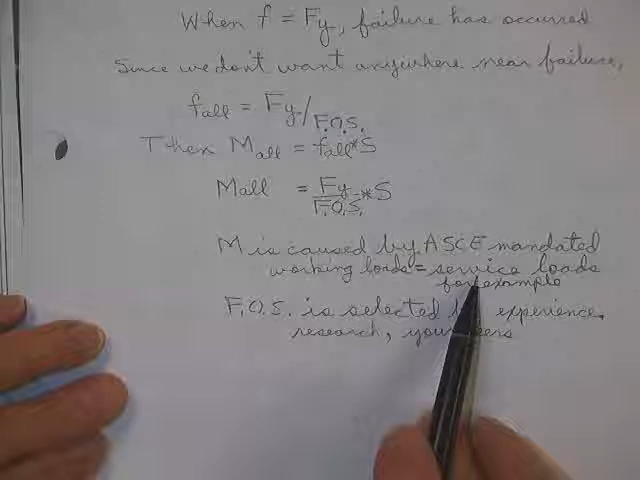 When f = Fy, failure has occurred
Since we don't want anywhere near failure,
fall = Fy/F.O.S.
Then Mall = fall*S
Mall = Fy/F.O.S.*S
M is caused by ASCE mandated
working loads = service loads
for example
F.O.S. is selected by experience,
research, your peers